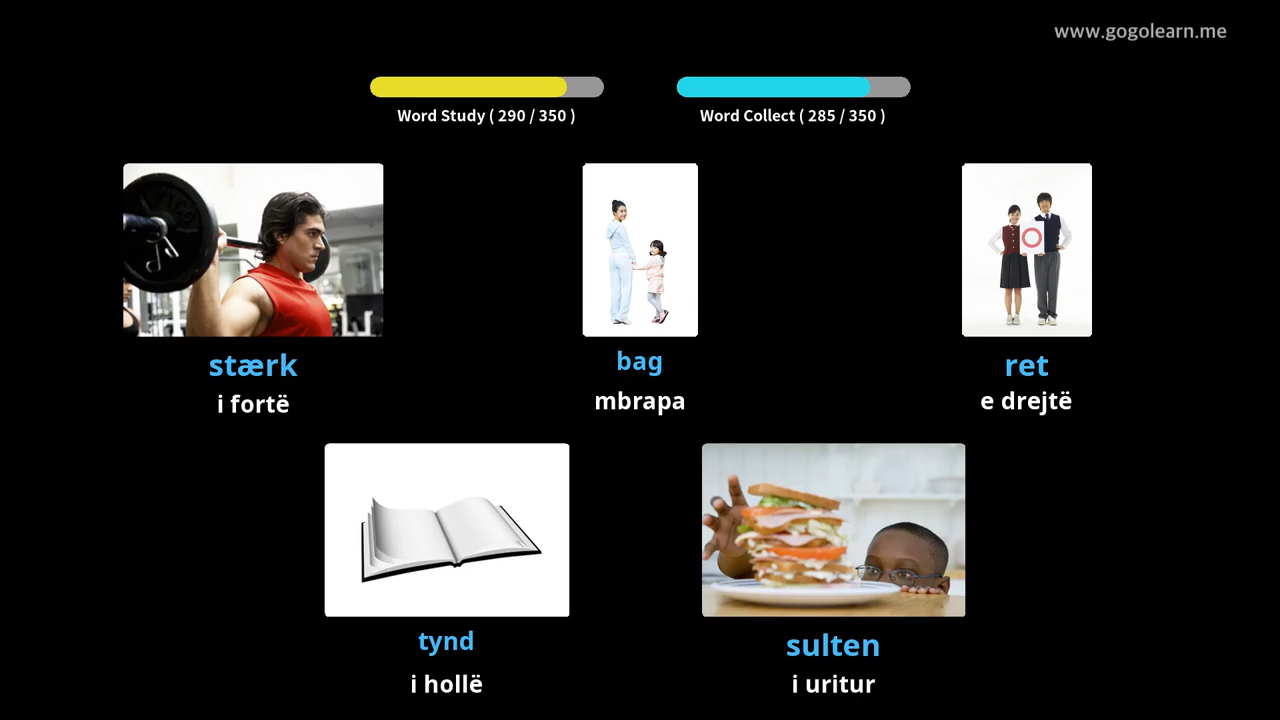 www.gogolearn.me
Word Study ( 290 / 350 )
Word Collect ( 285 / 350 )
stærk
i fortë
bag
mbrapa
ret
e drejtë
tynd
i hollë
sulten
i uritur